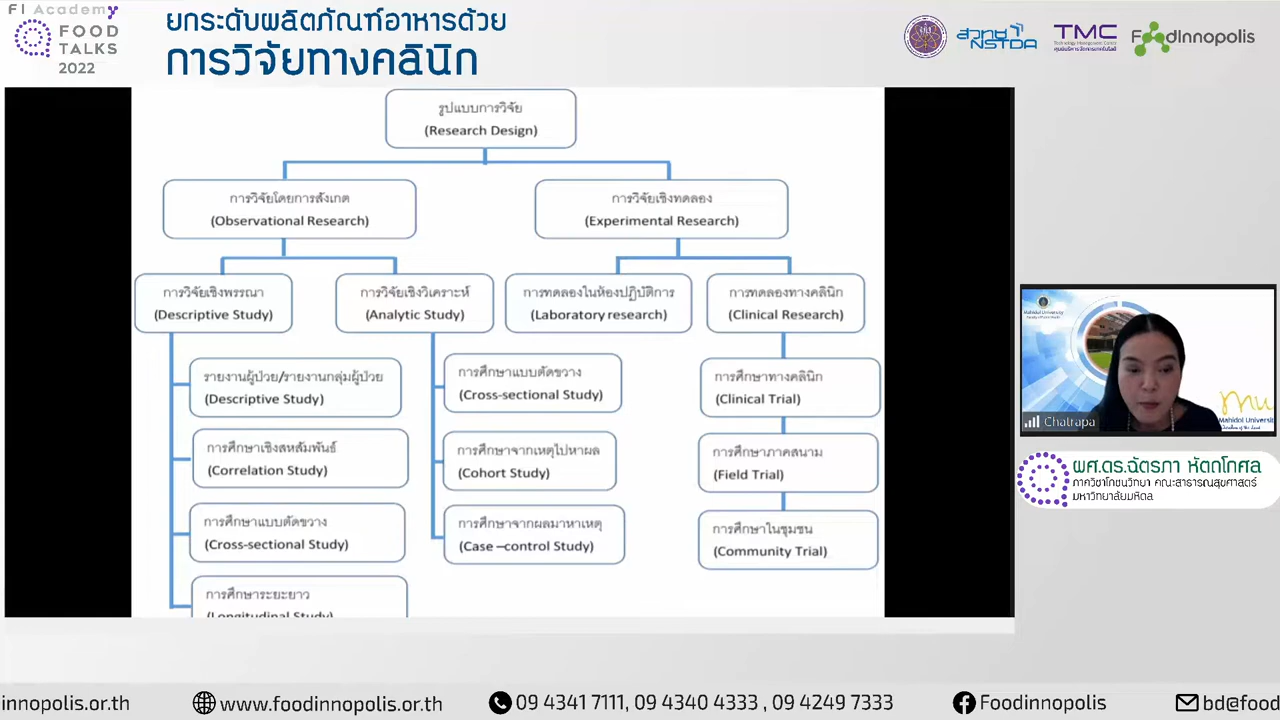 FI Academy
FOOD
TALKS
2022
ยกระดับผลิตภัณฑ์อาหารด้วย
การวิจัยทางคลินิก
สวทช
NSTDA
TMC
FoodInnopolis
รูปแบบการวิจัย
(Research Design)
การวิจัยโดยการสังเกต
(Observational Research)
การวิจัยเชิงทดลอง
(Experimental Research)
การวิจัยเชิงพรรณา
(Descriptive Study)
การวิจัยเชิงวิเคราะห์
(Analytic Study)
การทดลองในห้องปฏิบัติการ
(Laboratory research)
การทดลองทางคลินิก
(Clinical Research)
รายงานผู้ป่วย/รายงานกลุ่มผู้ป่วย
(Descriptive Study)
การศึกษาเชิงสหสัมพันธ์
(Correlation Study)
การศึกษาแบบตัดขวาง
(Cross-sectional Study)
การศึกษาระยะยาว
(Longitudinal Study)
การศึกษาแบบตัดขวาง
(Cross-sectional Study)
การศึกษาจากเหตุไปหาผล
(Cohort Study)
การศึกษาจากผลมาหาเหตุ
(Case –control Study)
การศึกษาทางคลินิก
(Clinical Trial)
การศึกษาภาคสนาม
(Field Trial)
การศึกษาในชุมชน
(Community Trial)
Mahidol University
mu
Mahidol Universit
Chatrapa
ผศ.ดร.ฉัตรภา หัตถโกศล
ภาควิชาโภชนวิทยา คณะสาธารณสุขศาสตร์
มหาวิทยาลัยมหิดล
innopolis.or.th
www.foodinnopolis.or.th
09 4341 7111, 09 4340 4333 , 09 4249 7333
Foodinnopolis
bd@food